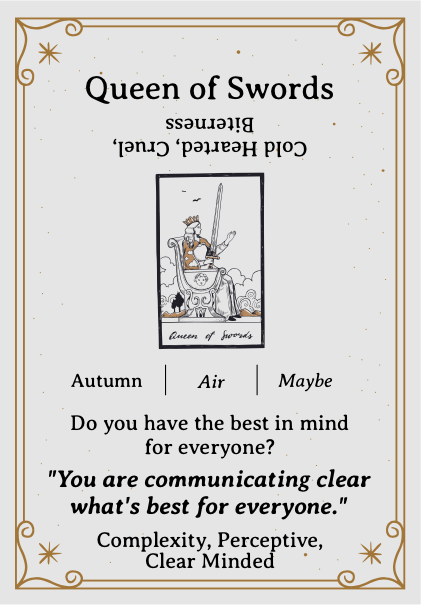 Queen of Swords
Cold Hearted, Cruel,
Biterness
Queen of Swords
Autumn
Air
Maybe
Do you have the best in mind
for everyone?
"You are communicating clear
what's best for everyone."
Complexity, Perceptive,
Clear Minded